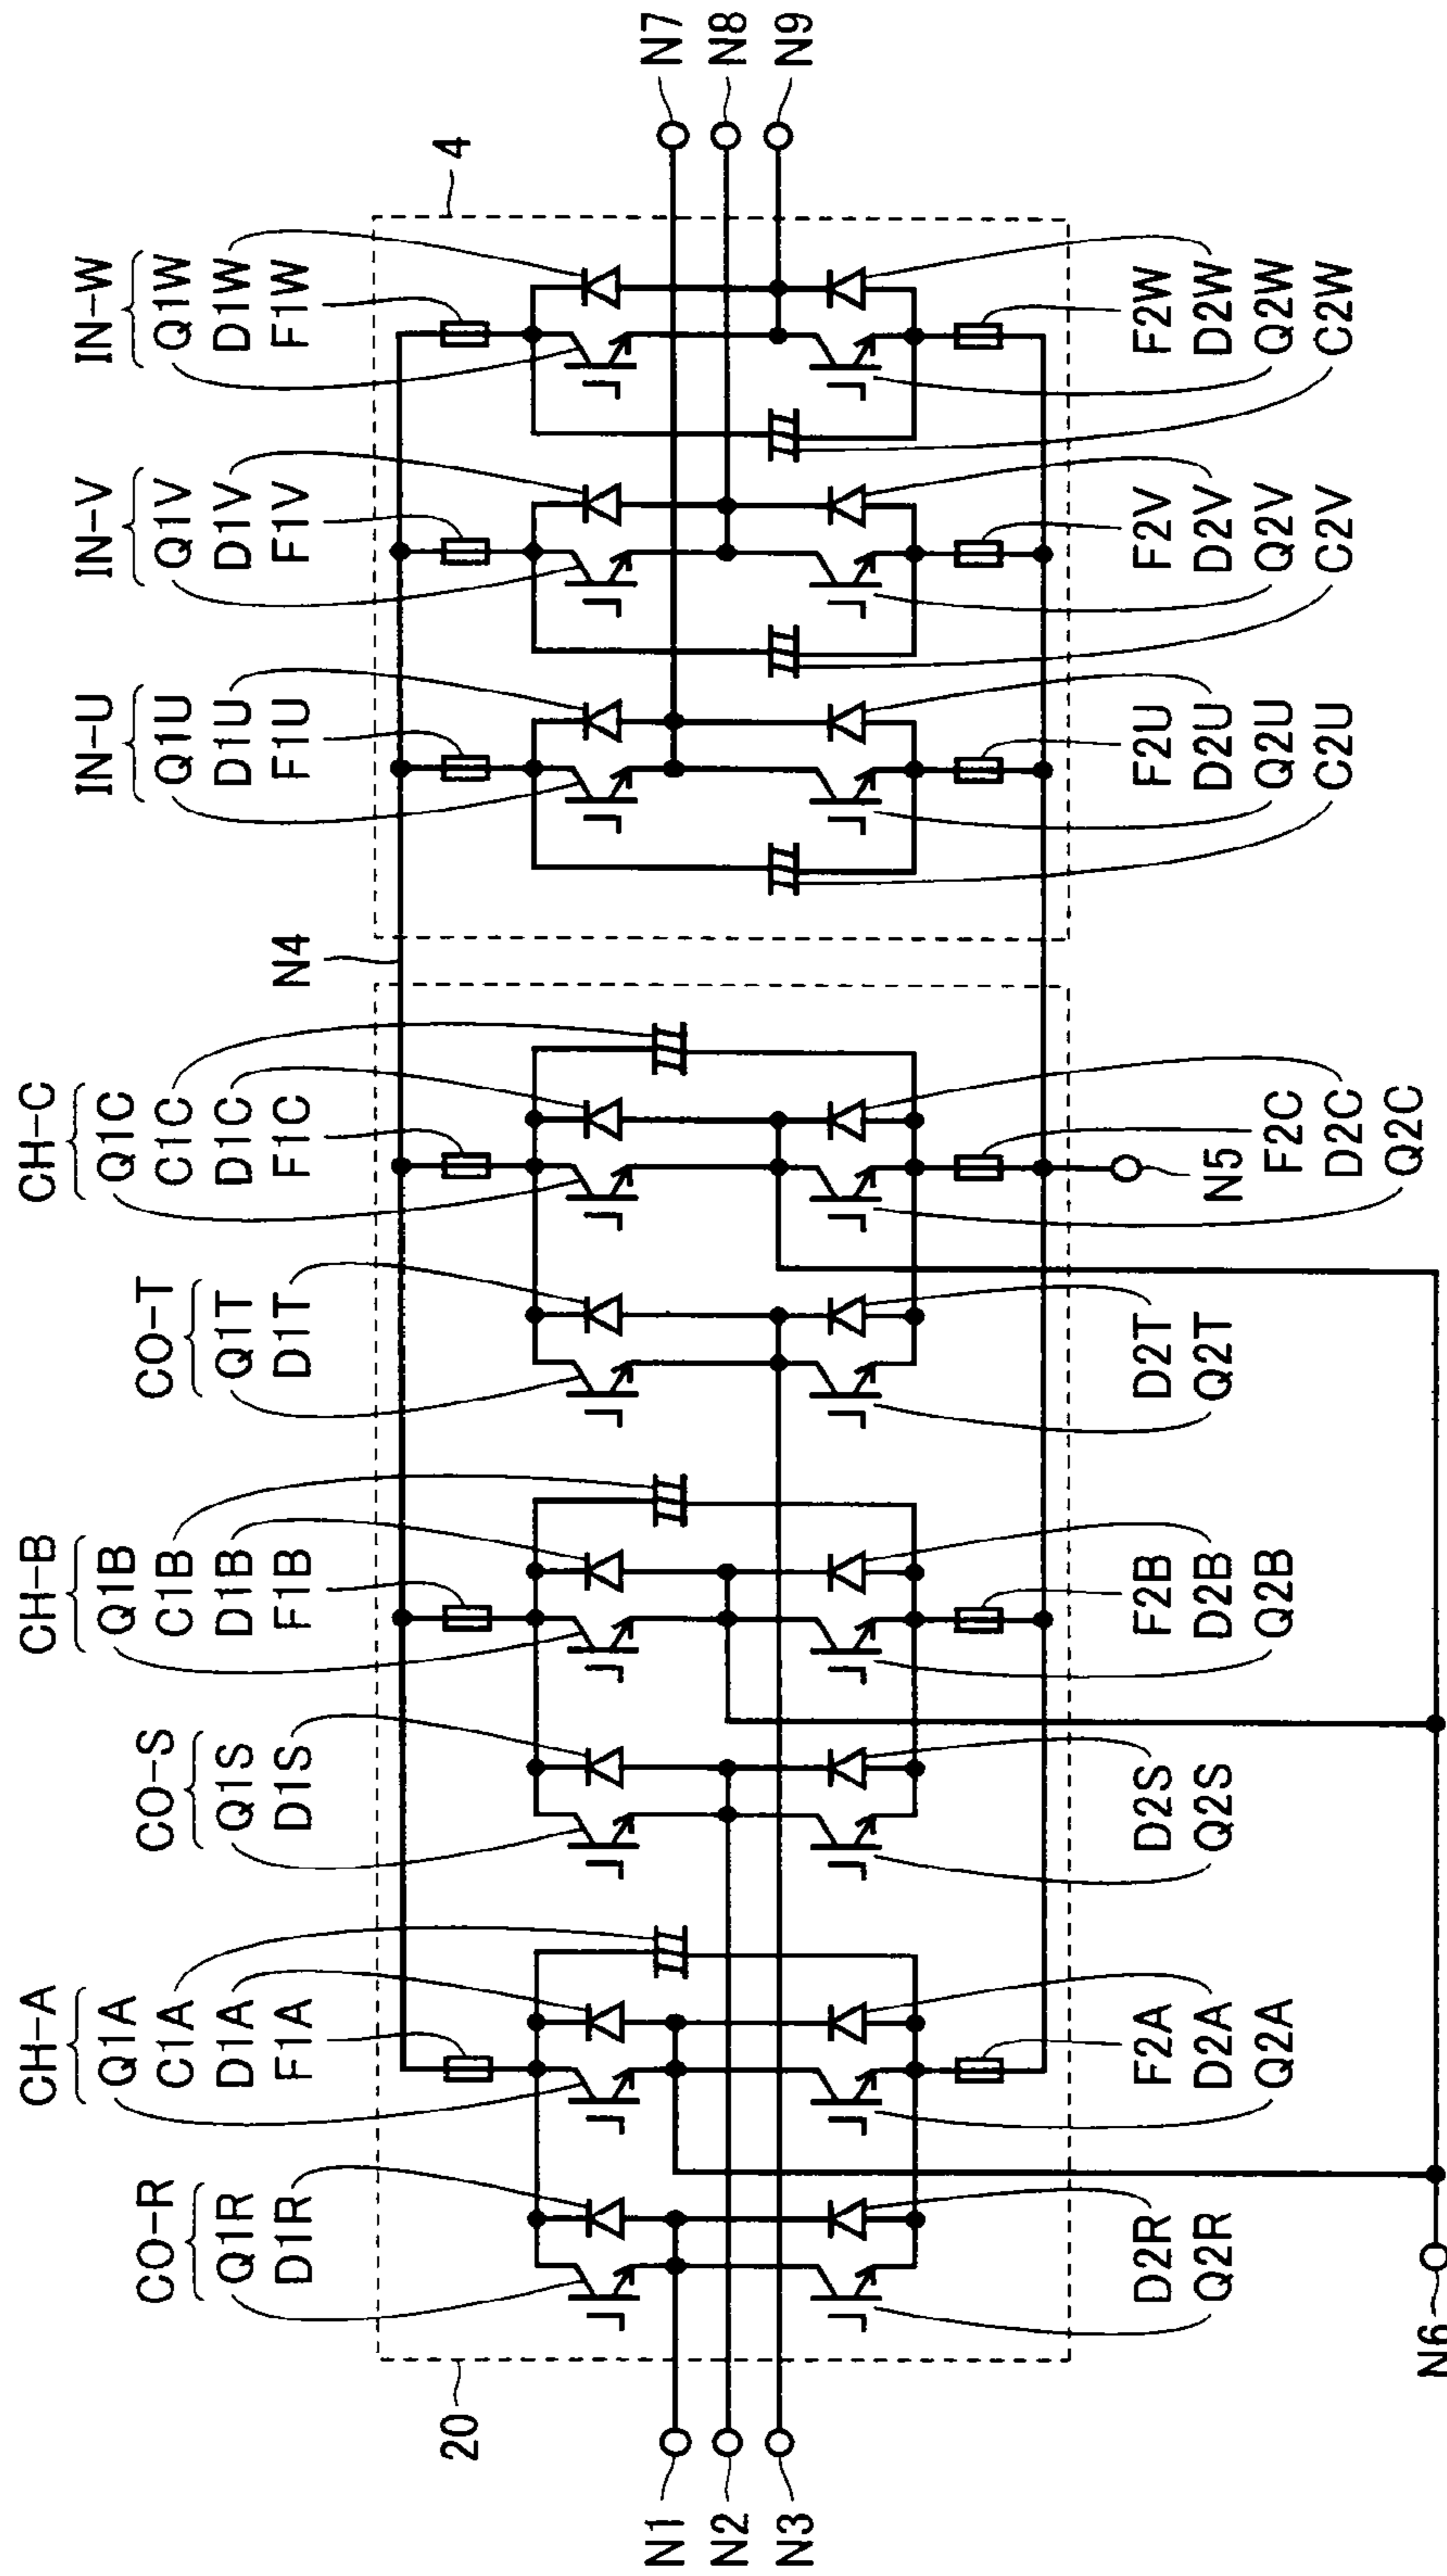 CO-R
Q1R
D1R
CH-A
Q1A
C1A
D1A
F1A
CO-S
Q1S
D1S
CH-B
Q1B
C1B
D1B
F1B
CO-T
Q1T
D1T
CH-C
Q1C
C1C
D1C
F1C
N4
IN-U
Q1U
D1U
F1U
IN-V
Q1V
D1V
F1V
IN-W
Q1W
D1W
F1W
20
4
N1
N2
N3
N7
N8
N9
D2R
Q2R
F2A
D2A
Q2A
D2S
Q2S
F2B
D2B
Q2B
D2T
Q2T
N5
F2C
D2C
Q2C
F2U
D2U
Q2U
C2U
F2V
D2V
Q2V
C2V
F2W
D2W
Q2W
C2W
N6